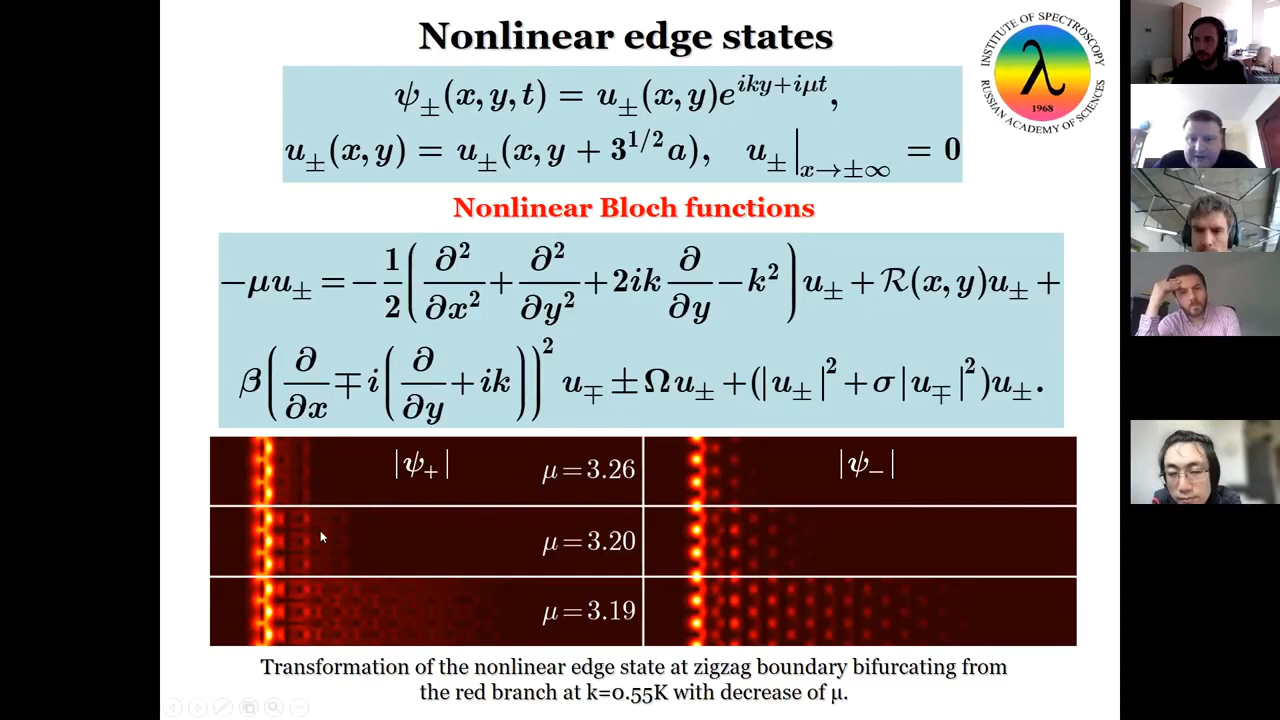 Nonlinear edge states
INSTITUTE OF SPECTROSCOPY
RUSSIAN ACADEMY OF SCIENCES
λ
1968
ψ±(x, y, t) = u±(x, y)e^{iky+iμt},
u±(x, y) = u±(x, y + 3^{1/2} a), u±|_{x→±∞} = 0
Nonlinear Bloch functions
−μu± = −1/2(∂²/∂x² + ∂²/∂y² + 2ik ∂/∂y − k²)u± + ℛ(x, y)u± +
β(∂/∂x ∓ i(∂/∂y + ik))² u∓ ± Ωu± + (|u±|² + σ|u∓|²)u±.
|ψ₊| μ = 3.26 |ψ₋|
μ = 3.20
μ = 3.19
Transformation of the nonlinear edge state at zigzag boundary bifurcating from
the red branch at k=0.55K with decrease of μ.